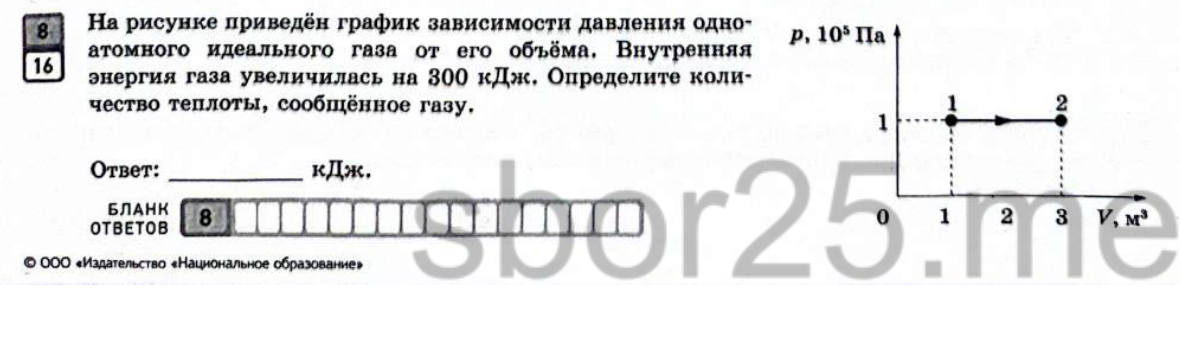 8
16
На рисунке приведён график зависимости давления одно-
атомного идеального газа от его объёма. Внутренняя
энергия газа увеличилась на 300 кДж. Определите коли-
чество теплоты, сообщённое газу.
Ответ: __________ кДж.
БЛАНК
ОТВЕТОВ
8
© ООО «Издательство «Национальное образование»
p, 10⁵ Па
1 2
1
0 1 2 3 V, м³
sbor25.me